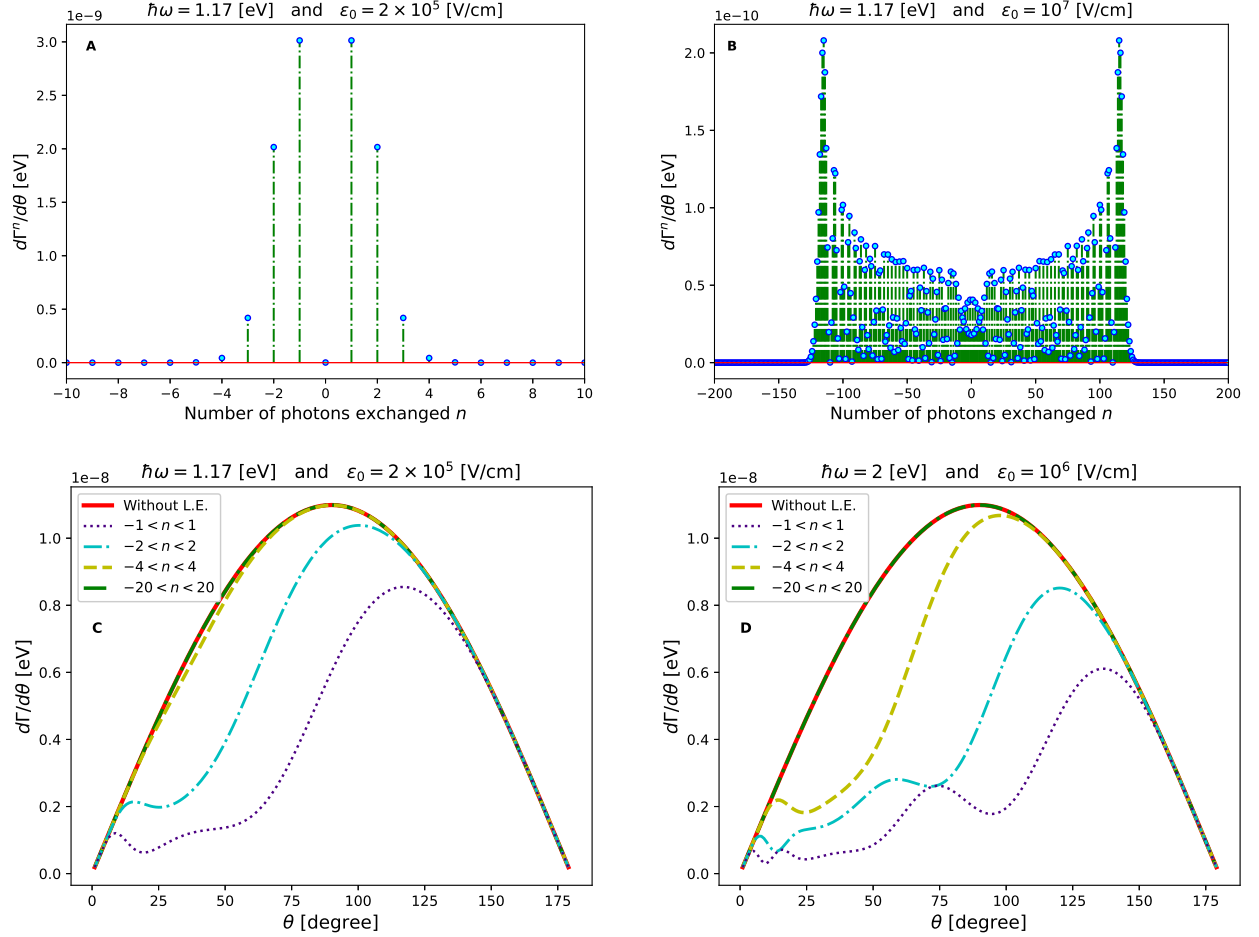 1e−9
ℏω = 1.17 [eV] and ε₀ = 2 × 10⁵ [V/cm]
A
dΓⁿ/dθ [eV]
3.0
2.5
2.0
1.5
1.0
0.5
0.0
−10 −8 −6 −4 −2 0 2 4 6 8 10
Number of photons exchanged n
1e−10
ℏω = 1.17 [eV] and ε₀ = 10⁷ [V/cm]
B
dΓⁿ/dθ [eV]
2.0
1.5
1.0
0.5
0.0
−200 −150 −100 −50 0 50 100 150 200
Number of photons exchanged n
1e−8
ℏω = 1.17 [eV] and ε₀ = 2 × 10⁵ [V/cm]
Without L.E.
−1 < n < 1
−2 < n < 2
−4 < n < 4
−20 < n < 20
C
dΓ/dθ [eV]
1.0
0.8
0.6
0.4
0.2
0.0
0 25 50 75 100 125 150 175
θ [degree]
1e−8
ℏω = 2 [eV] and ε₀ = 10⁶ [V/cm]
Without L.E.
−1 < n < 1
−2 < n < 2
−4 < n < 4
−20 < n < 20
D
dΓ/dθ [eV]
1.0
0.8
0.6
0.4
0.2
0.0
0 25 50 75 100 125 150 175
θ [degree]